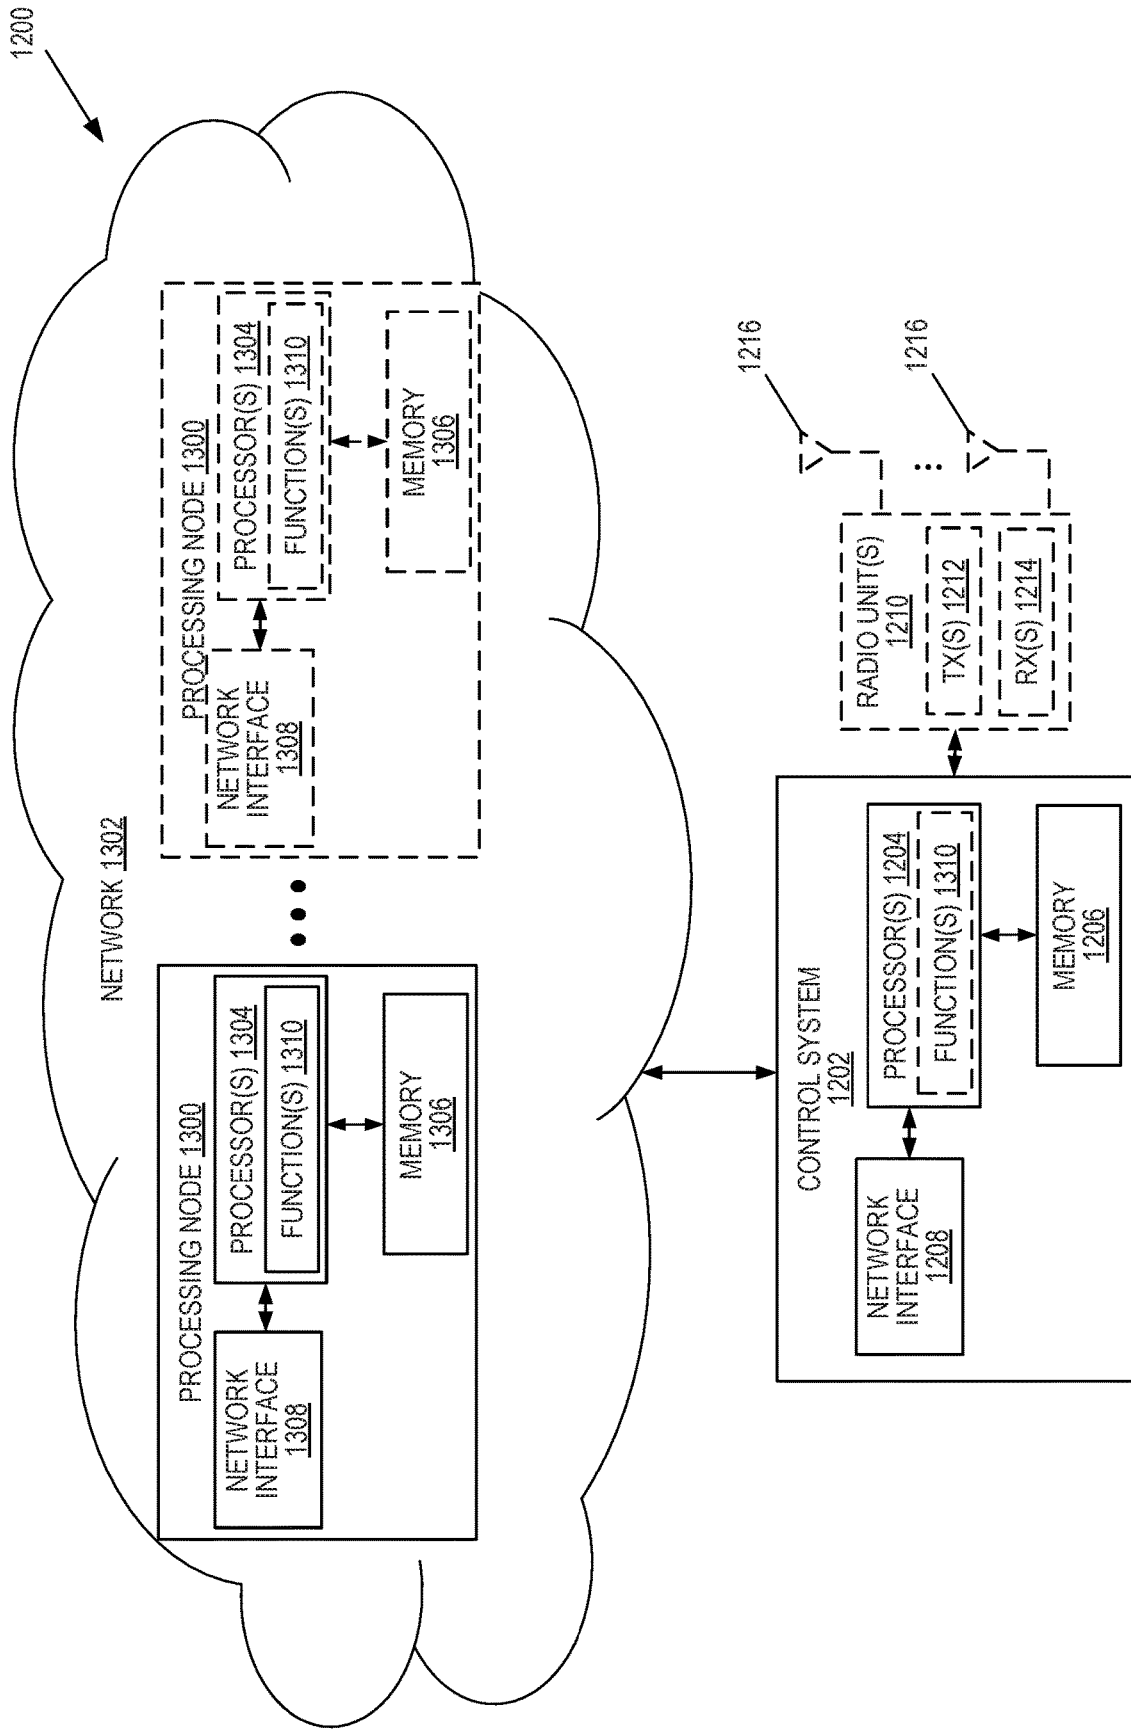 1200
NETWORK 1302
PROCESSING NODE 1300
NETWORK
INTERFACE
1308
PROCESSOR(S) 1304
FUNCTION(S) 1310
MEMORY
1306
PROCESSING NODE 1300
NETWORK
INTERFACE
1308
PROCESSOR(S) 1304
FUNCTION(S) 1310
MEMORY
1306
CONTROL SYSTEM
1202
NETWORK
INTERFACE
1208
PROCESSOR(S) 1204
FUNCTION(S) 1310
MEMORY
1206
RADIO UNIT(S)
1210
TX(S) 1212
RX(S) 1214
1216
1216